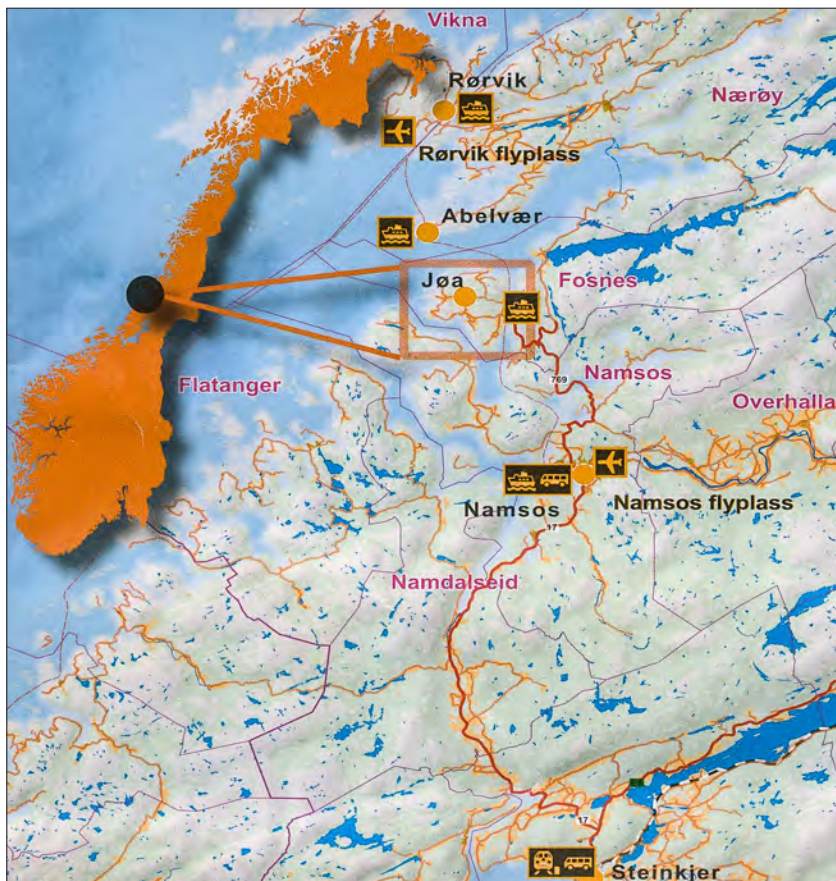 Vikna
Rørvik
Nærøy
Rørvik flyplass
Abelvær
Jøa
Fosnes
769
Namsos
Flatanger
Overhalla
Namsos
Namsos flyplass
17
Namdalseid
17
Steinkjer